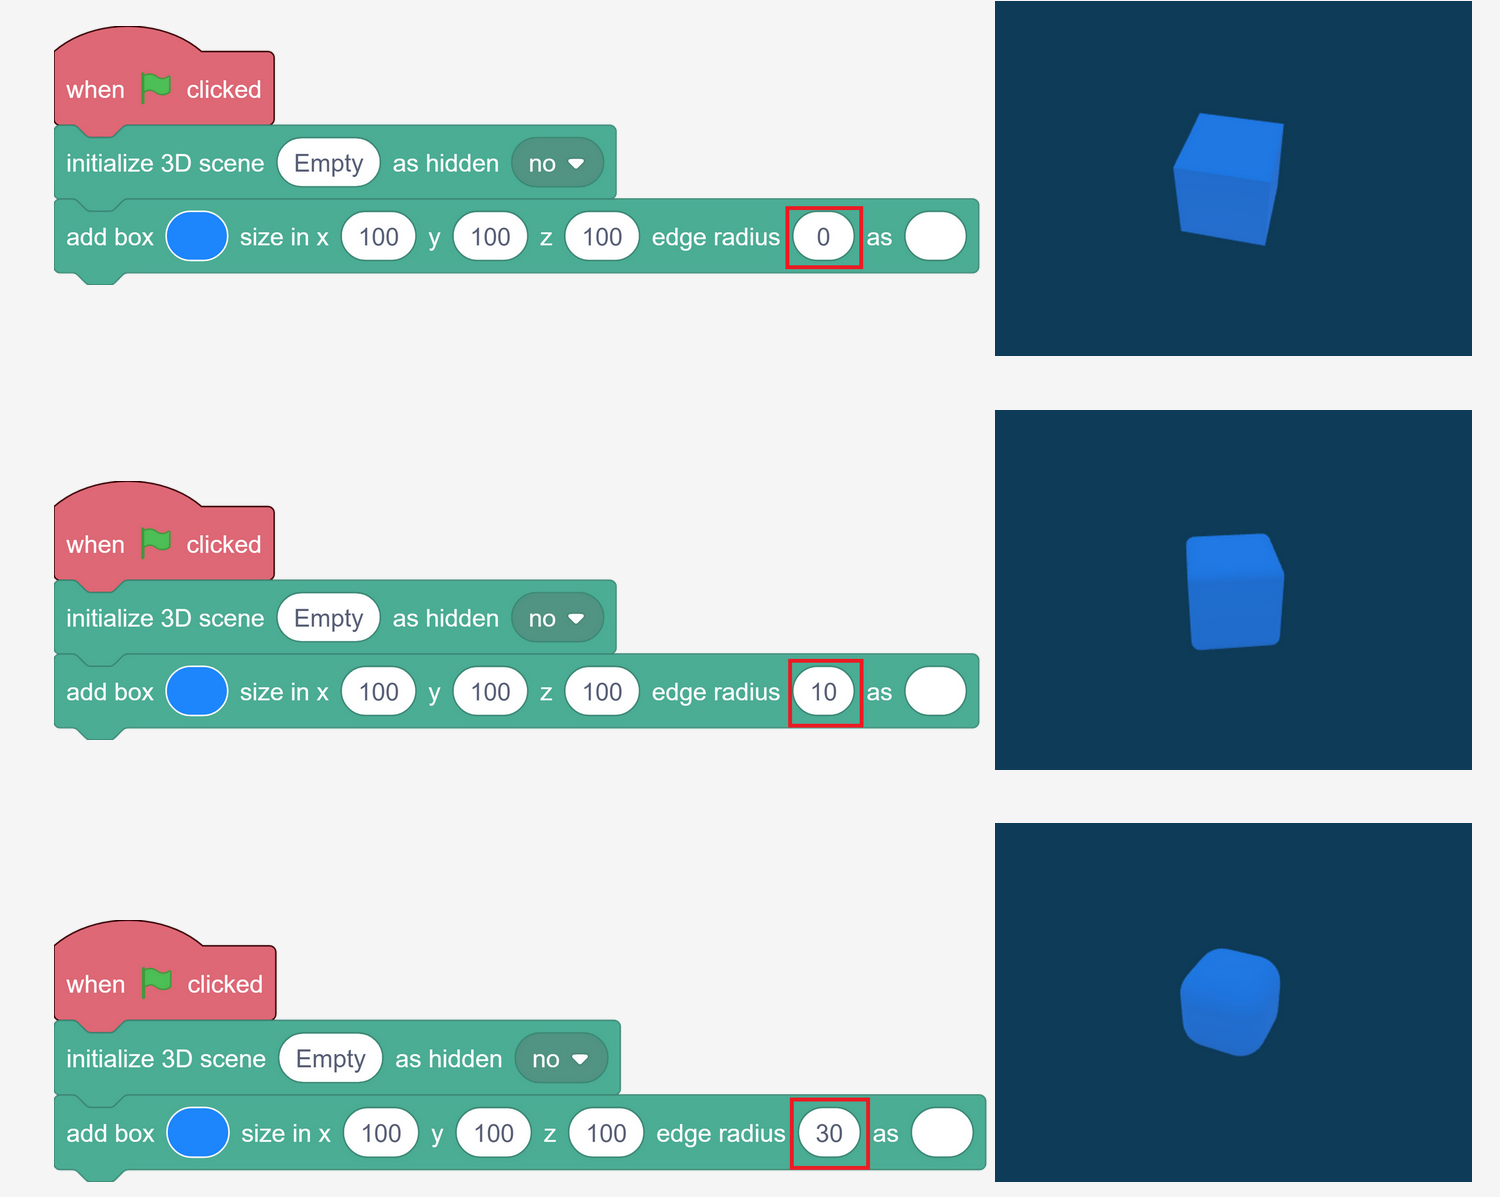 when clicked
initialize 3D scene Empty as hidden no
add box size in x 100 y 100 z 100 edge radius 0 as
when clicked
initialize 3D scene Empty as hidden no
add box size in x 100 y 100 z 100 edge radius 10 as
when clicked
initialize 3D scene Empty as hidden no
add box size in x 100 y 100 z 100 edge radius 30 as